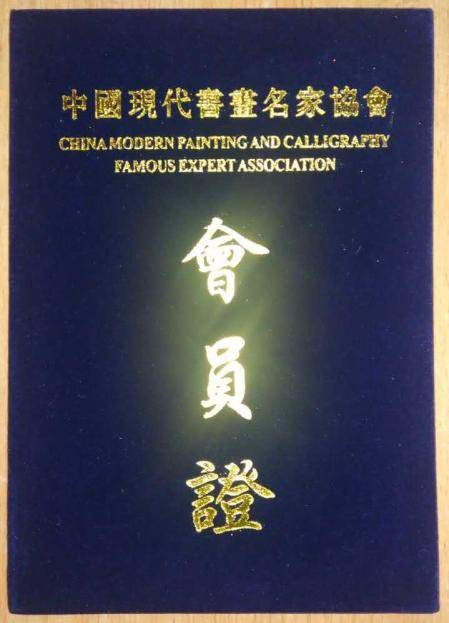 中國現代書畫名家協會
CHINA MODERN PAINTING AND CALLIGRAPHY
FAMOUS EXPERT ASSOCIATION
會
員
證